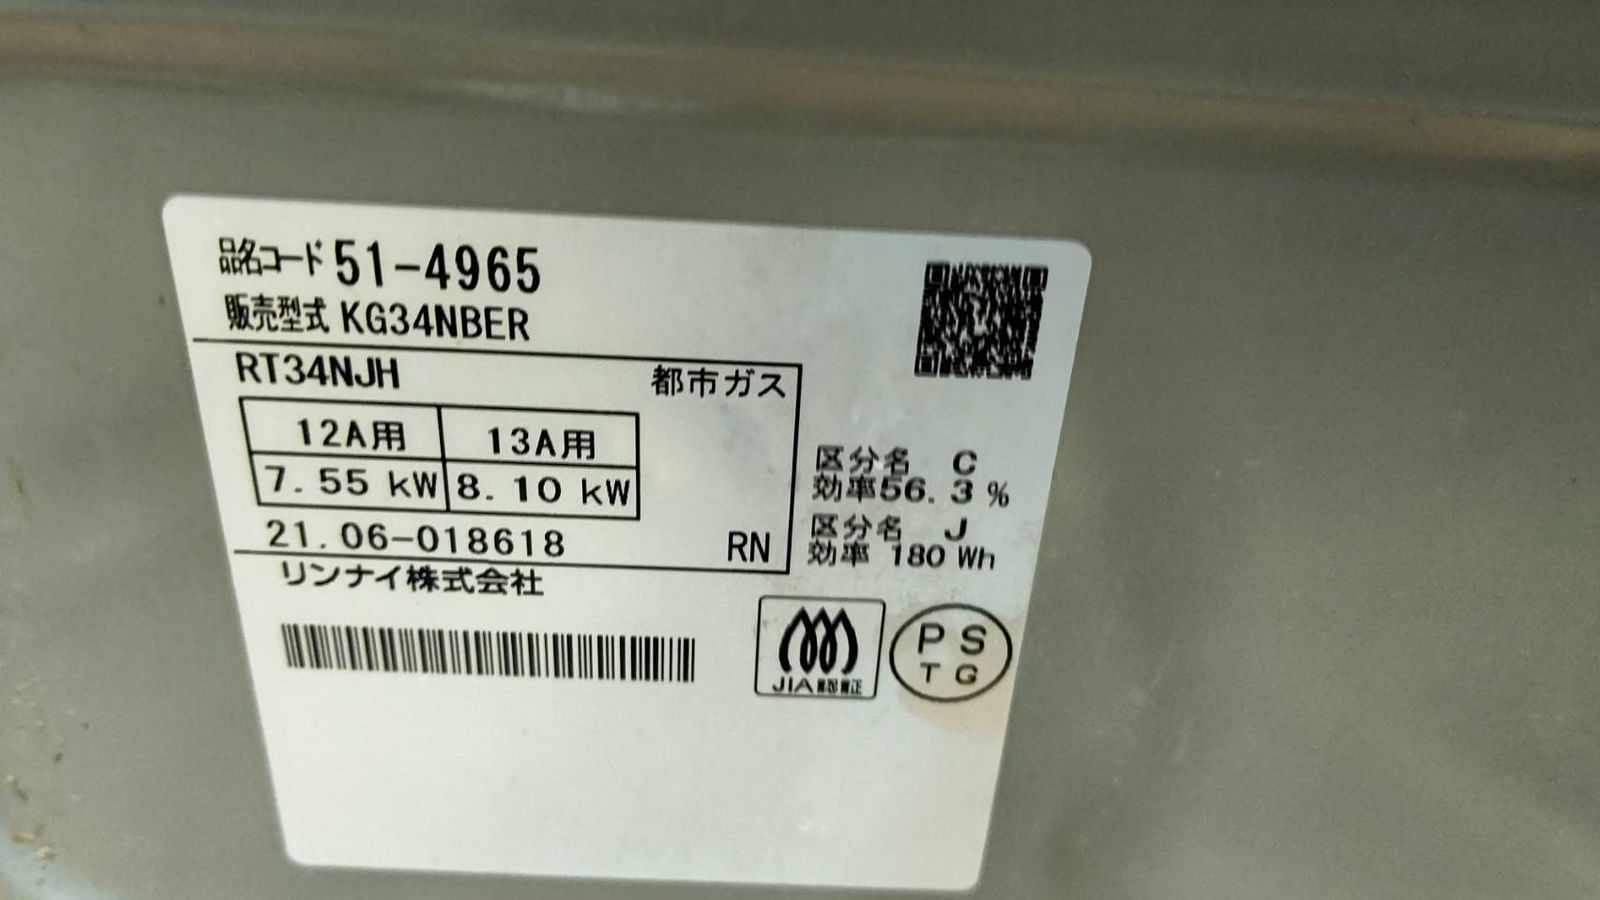 品名コード 51-4965
販売型式 KG34NBER
RT34NJH
都市ガス
12A用 13A用
7.55 kW 8.10 kW
21.06-018618
RN
リンナイ株式会社
区分名 C
効率56.3%
区分名 J
効率 180 Wh
JIA
PS
TG